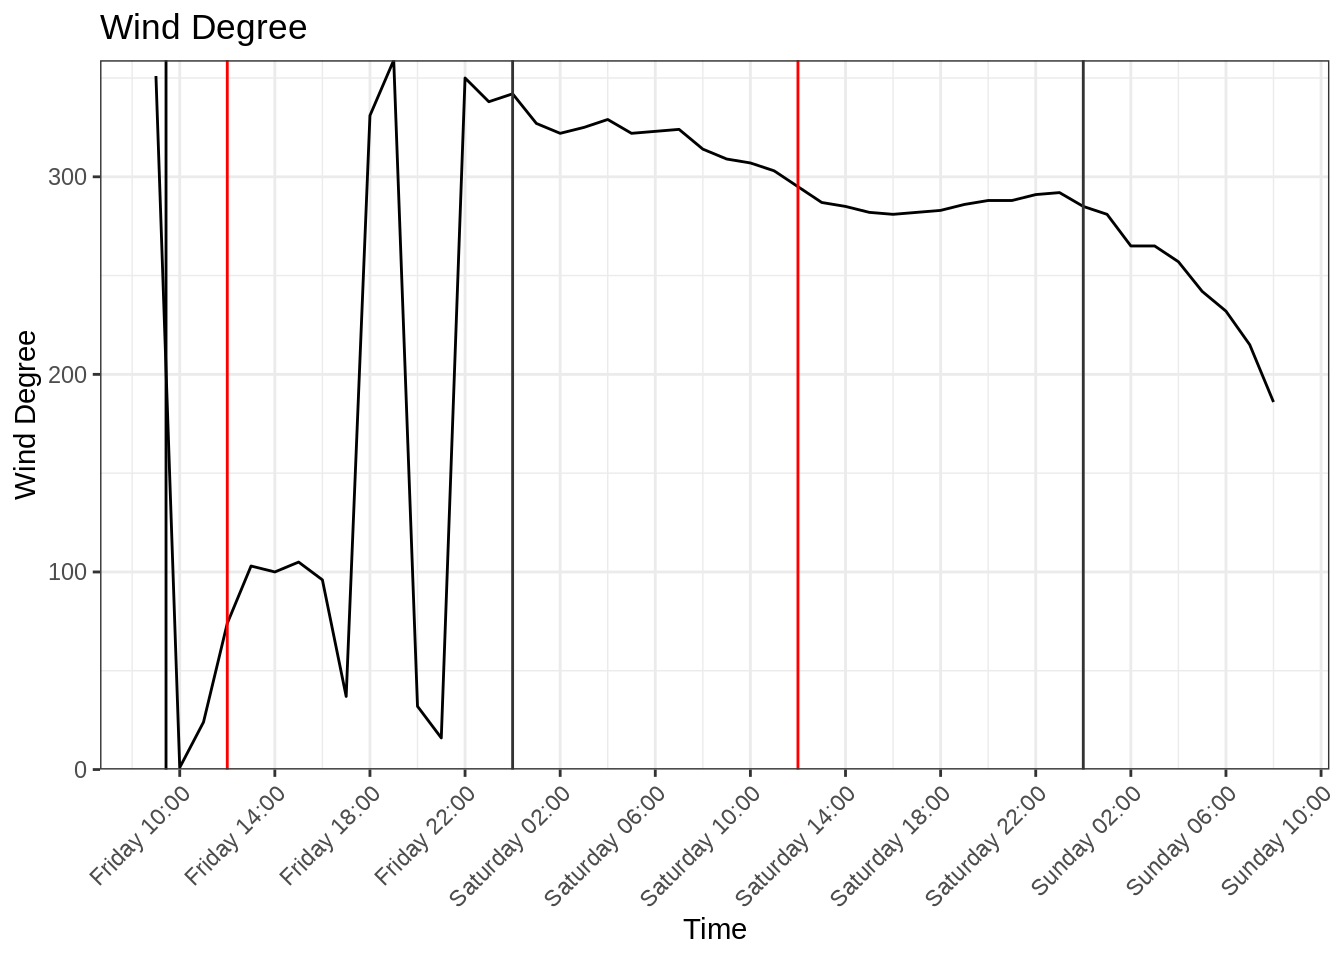 Wind Degree
Wind Degree
300
200
100
0
Friday 10:00
Friday 14:00
Friday 18:00
Friday 22:00
Saturday 02:00
Saturday 06:00
Saturday 10:00
Saturday 14:00
Saturday 18:00
Saturday 22:00
Sunday 02:00
Sunday 06:00
Sunday 10:00
Time